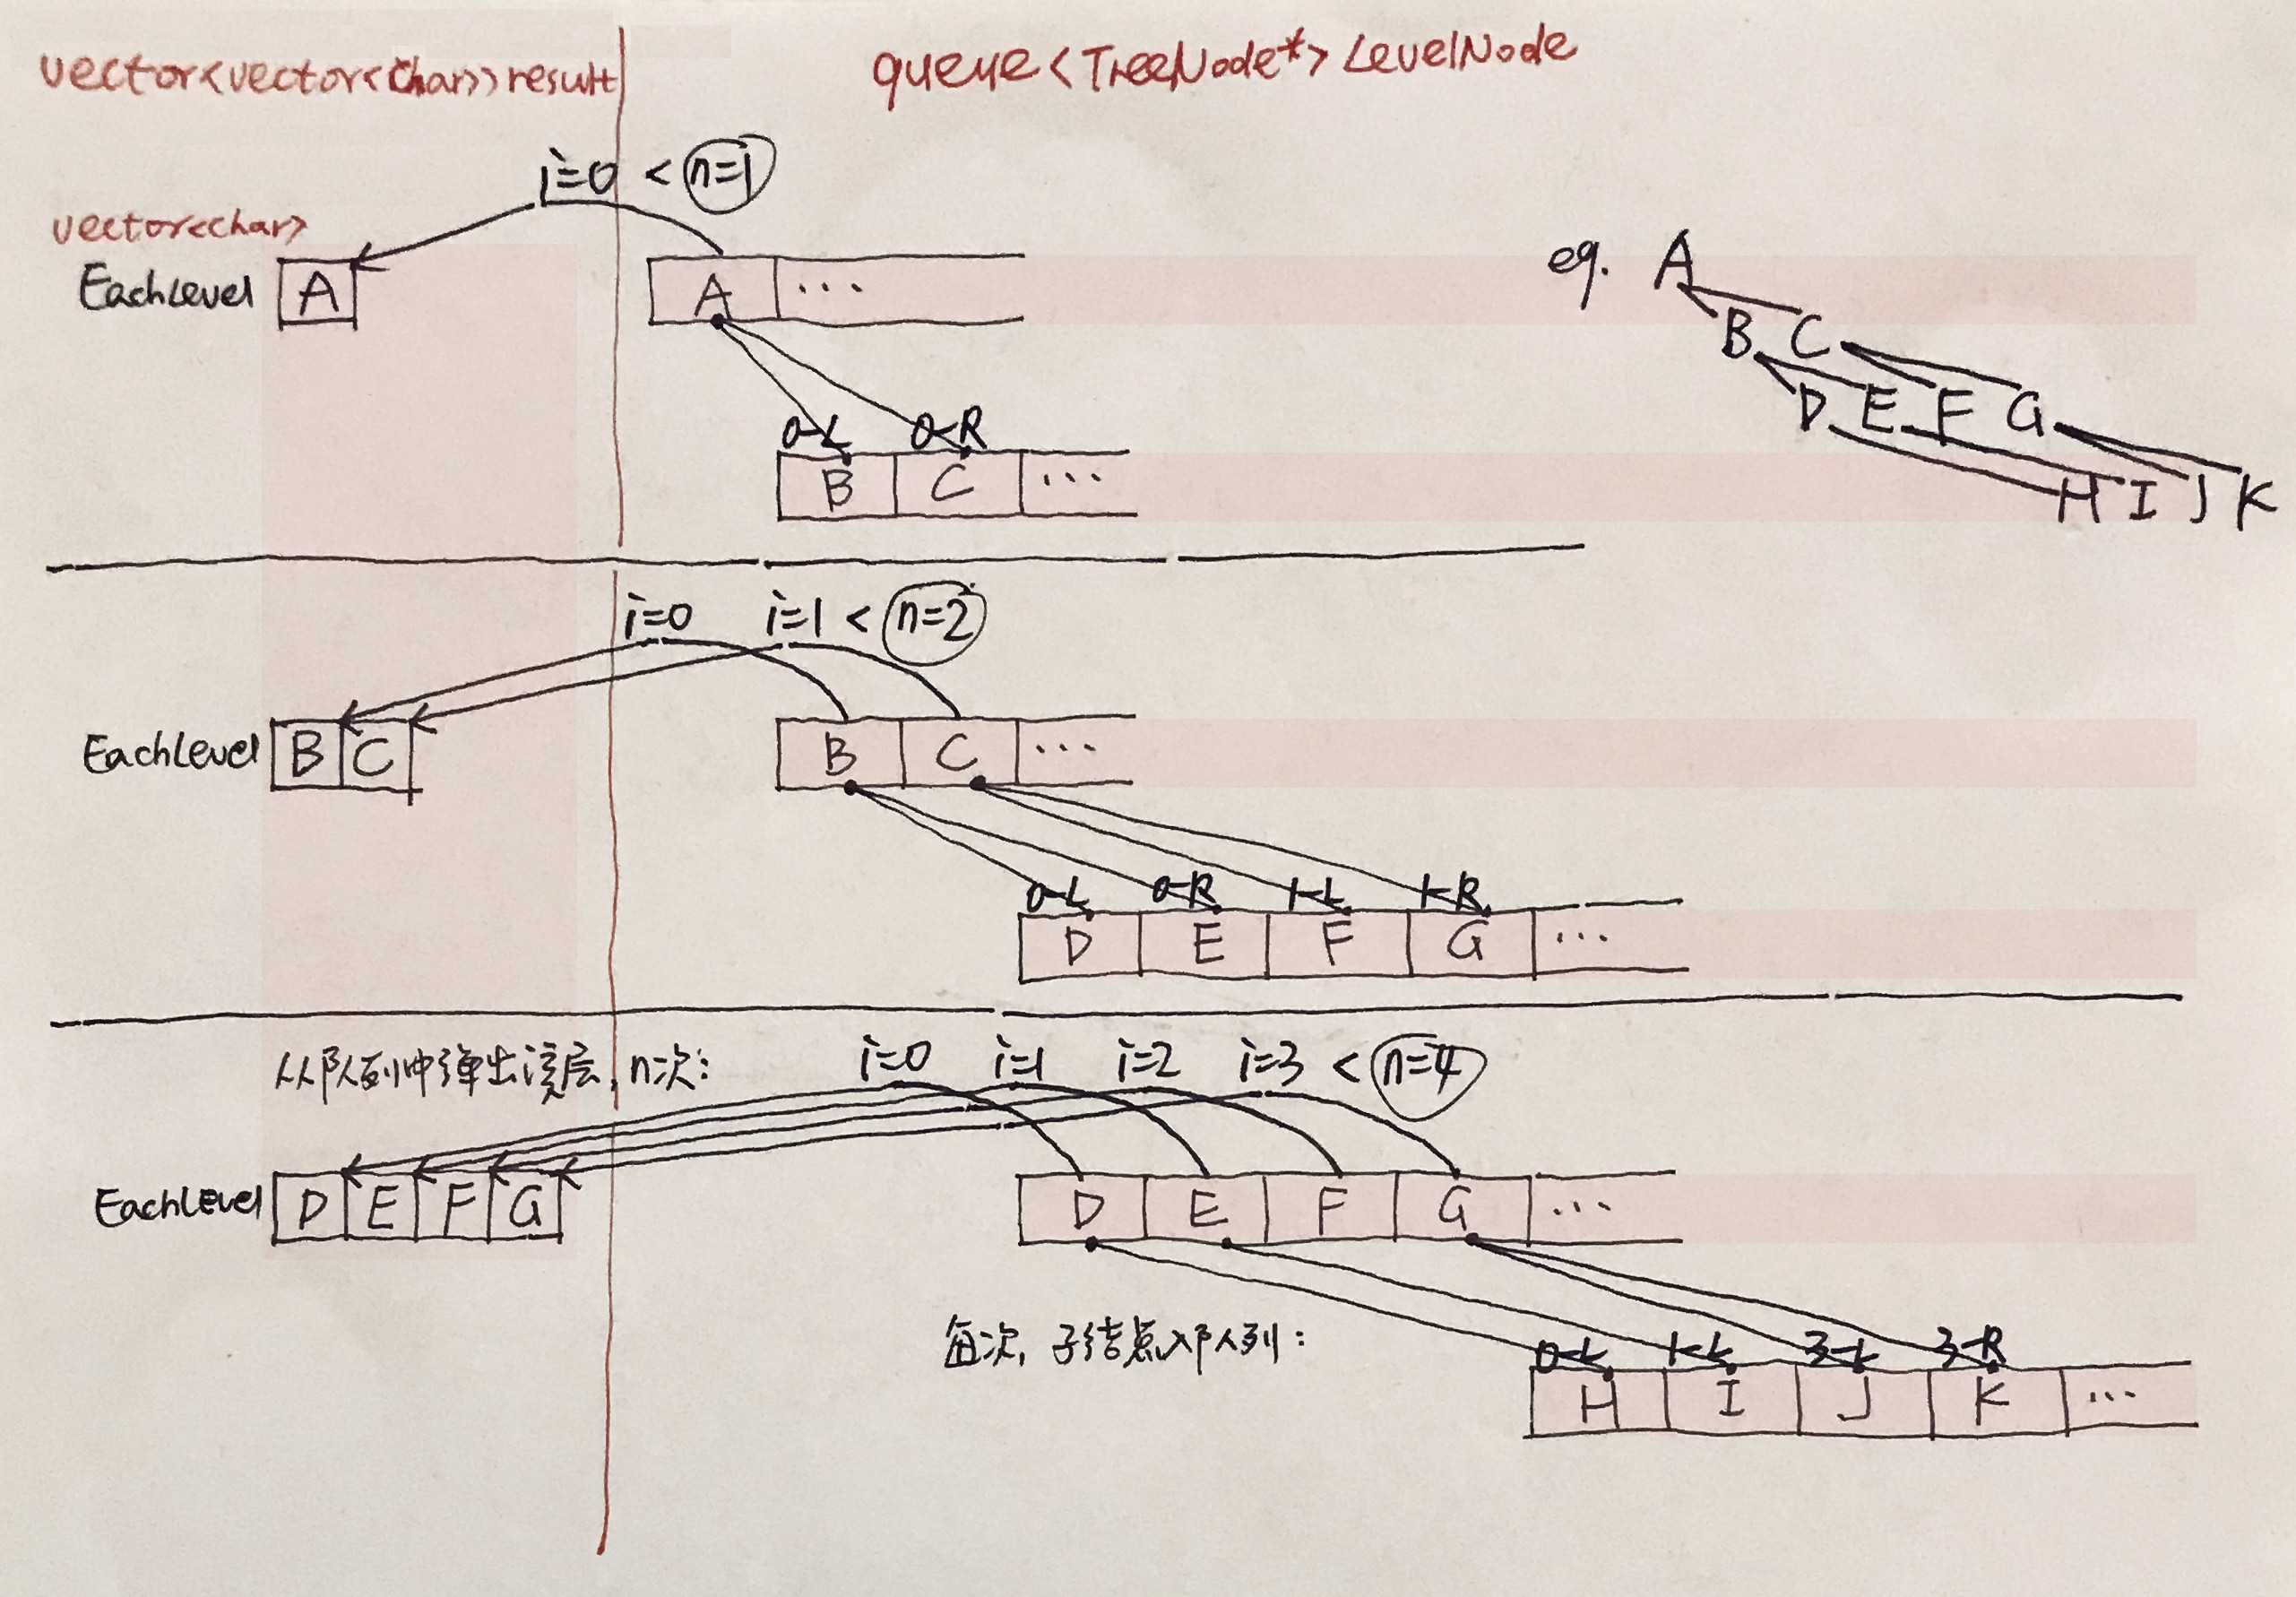 vector<vector<char>> result
queue<TreeNode*> LevelNode
i=0 < n=1
vector<char>
EachLevel A
A ...
0-L 0-R
B C ...
eg. A
B C
D E F G
H I J K
i=0 i=1 < n=2
EachLevel B C
B C ...
0-L 0-R 1-L 1-R
D E F G ...
从队列中弹出该层, n次:
i=0 i=1 i=2 i=3 < n=4
EachLevel D E F G
D E F G ...
每次, 子结点入队列:
0-L 1-L 3-L 3-R
H I J K ...